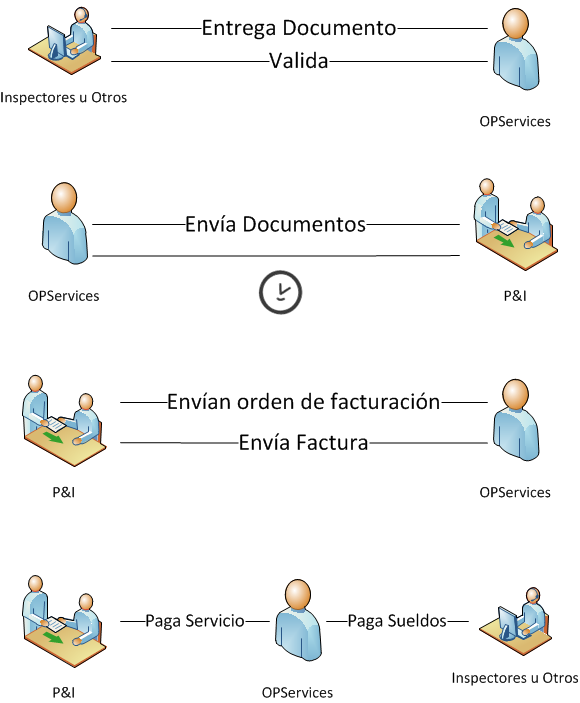 Entrega Documento
Valida
Inspectores u Otros
OPServices
Envía Documentos
OPServices
P&I
Envían orden de facturación
Envía Factura
P&I
OPServices
Paga Servicio
Paga Sueldos
Inspectores u Otros
P&I
OPServices